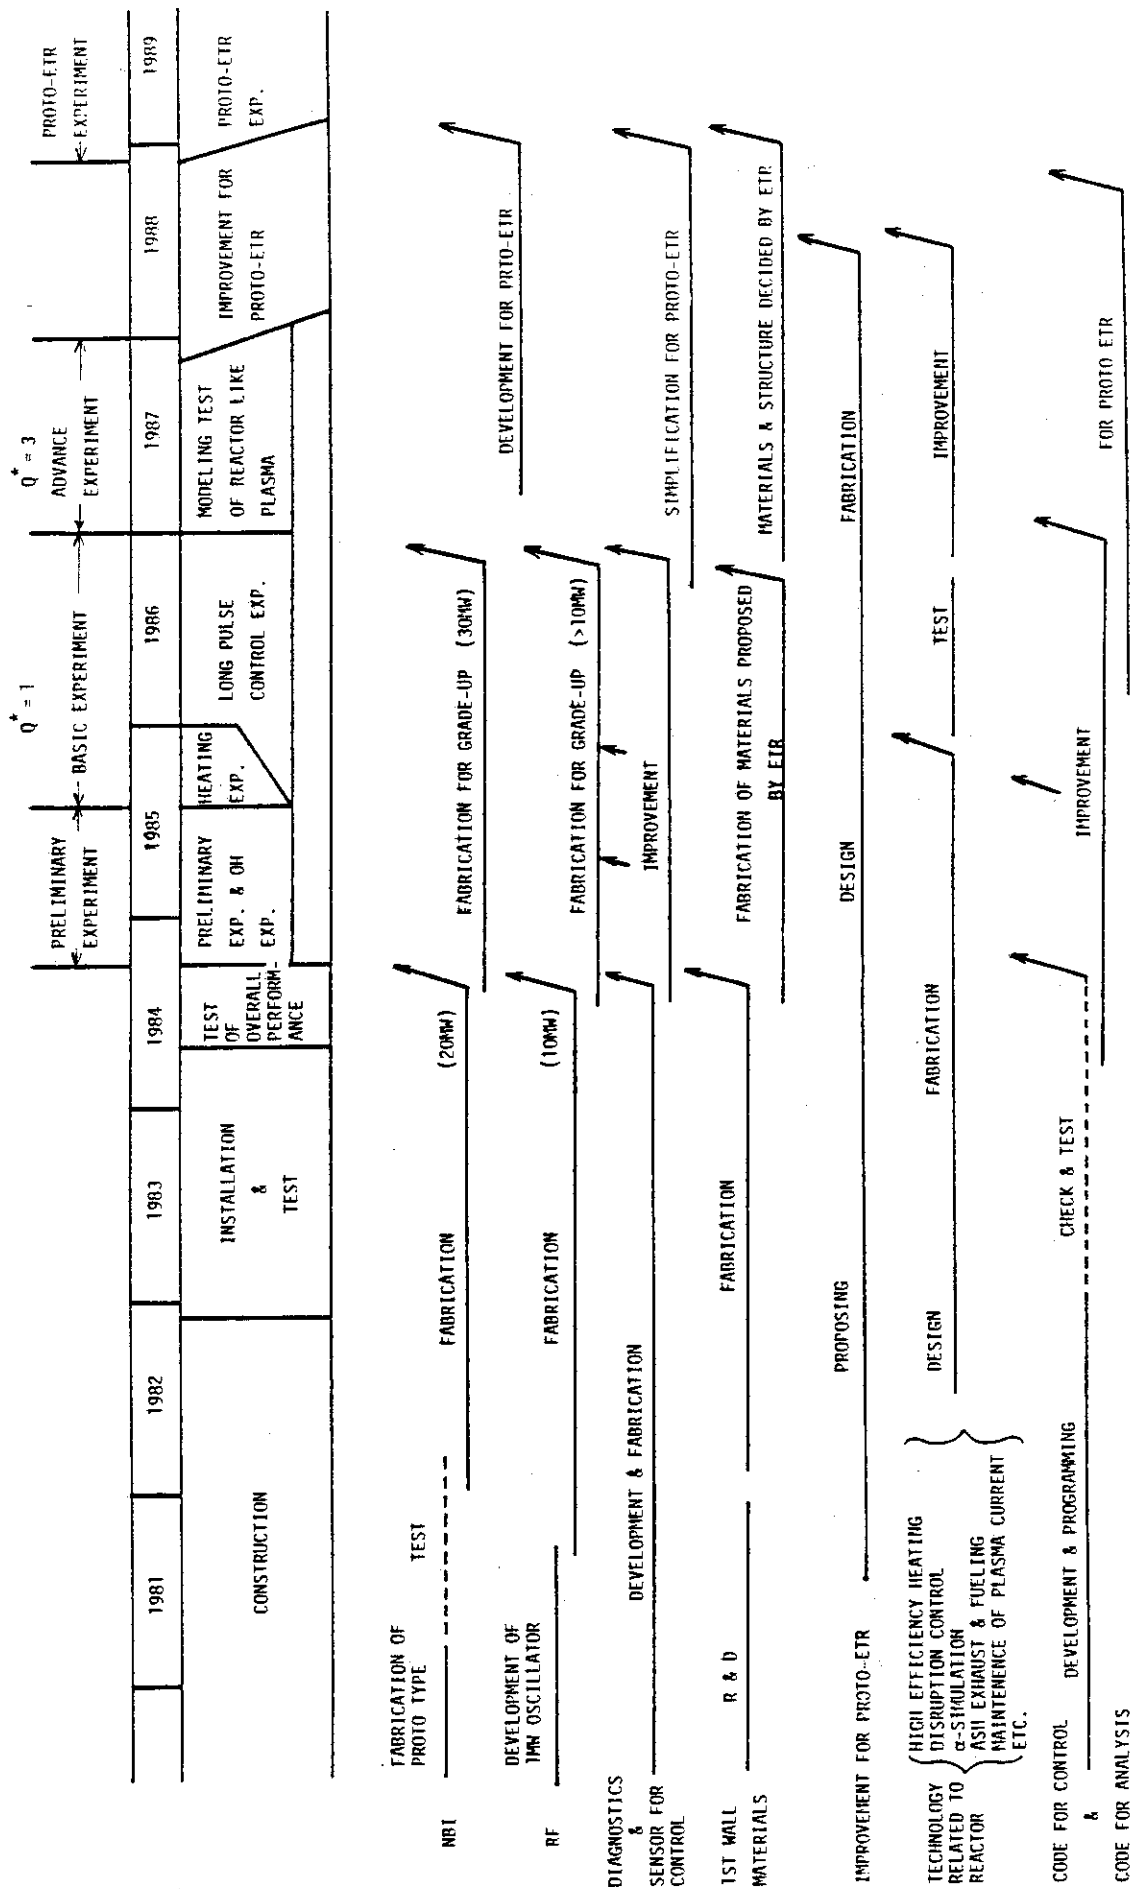 Q* = 1
Q* = 3
PRELIMINARY
EXPERIMENT
BASIC EXPERIMENT
ADVANCE
EXPERIMENT
PROTO-ETR
EXPERIMENT
1981
1982
1983
1984
1985
1986
1987
1988
1989
CONSTRUCTION
INSTALLATION
&
TEST
TEST
OF
OVERALL
PERFORM-
ANCE
PRELIMINARY
EXP. & OH
EXP.
HEATING
EXP.
LONG PULSE
CONTROL EXP.
MODELING TEST
OF REACTOR LIKE
PLASMA
IMPROVEMENT FOR
PROTO-ETR
PROTO-ETR
EXP.
NBI
FABRICATION OF
PROTO TYPE
TEST
FABRICATION
(20MW)
FABRICATION FOR GRADE-UP (30MW)
DEVELOPMENT FOR PRTO-ETR
RF
DEVELOPMENT OF
1MW OSCILLATOR
FABRICATION
(10MW)
FABRICATION FOR GRADE-UP (>10MW)
DIAGNOSTICS
&
SENSOR FOR
CONTROL
DEVELOPMENT & FABRICATION
IMPROVEMENT
SIMPLIFICATION FOR PROTO-ETR
1ST WALL
MATERIALS
R & D
FABRICATION
FABRICATION OF MATERIALS PROPOSED
BY ETR
MATERIALS & STRUCTURE DECIDED BY ETR
IMPROVEMENT FOR PROTO-ETR
PROPOSING
DESIGN
FABRICATION
TECHNOLOGY
RELATED TO
REACTOR
HIGH EFFICIENCY HEATING
DISRUPTION CONTROL
α-SIMULATION
ASH EXHAUST & FUELING
MAINTENENCE OF PLASMA CURRENT
ETC.
DESIGN
FABRICATION
TEST
IMPROVEMENT
CODE FOR CONTROL
&
CODE FOR ANALYSIS
DEVELOPMENT & PROGRAMMING
CHECK & TEST
IMPROVEMENT
FOR PROTO ETR